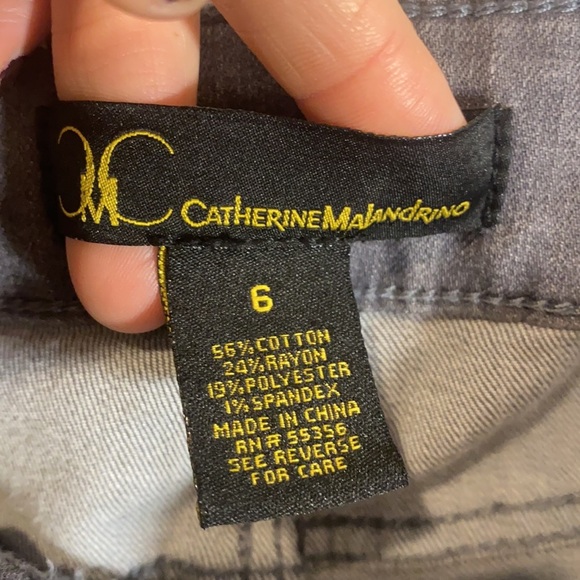 CMC CATHERINE MALANDRINO
6
56% COTTON
24% RAYON
19% POLYESTER
1% SPANDEX
MADE IN CHINA
RN# 55356
SEE REVERSE
FOR CARE